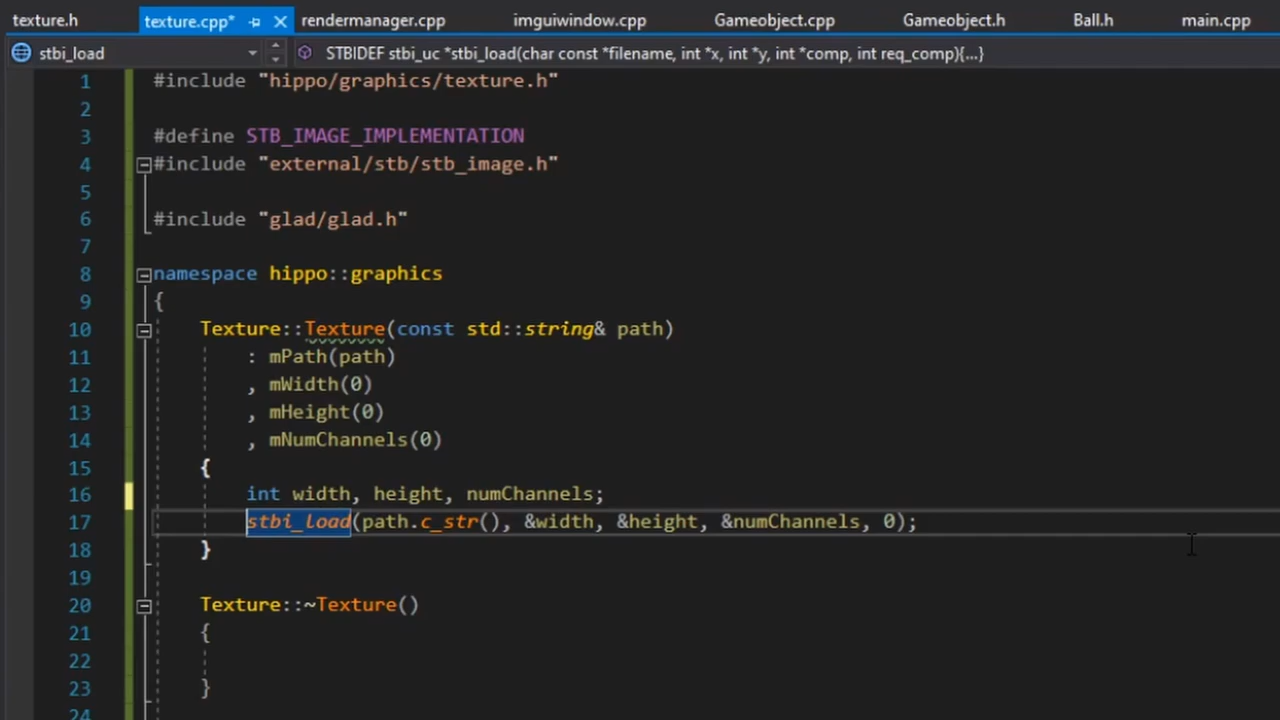 texture.h texture.cpp* rendermanager.cpp imguiwindow.cpp Gameobject.cpp Gameobject.h Ball.h main.cpp
stbi_load STBIDEF stbi_uc *stbi_load(char const *filename, int *x, int *y, int *comp, int req_comp){...}
1 #include "hippo/graphics/texture.h"
2
3 #define STB_IMAGE_IMPLEMENTATION
4 #include "external/stb/stb_image.h"
5
6 #include "glad/glad.h"
7
8 namespace hippo::graphics
9 {
10 Texture::Texture(const std::string& path)
11 : mPath(path)
12 , mWidth(0)
13 , mHeight(0)
14 , mNumChannels(0)
15 {
16 int width, height, numChannels;
17 stbi_load(path.c_str(), &width, &height, &numChannels, 0);
18 }
19
20 Texture::~Texture()
21 {
22
23 }
24